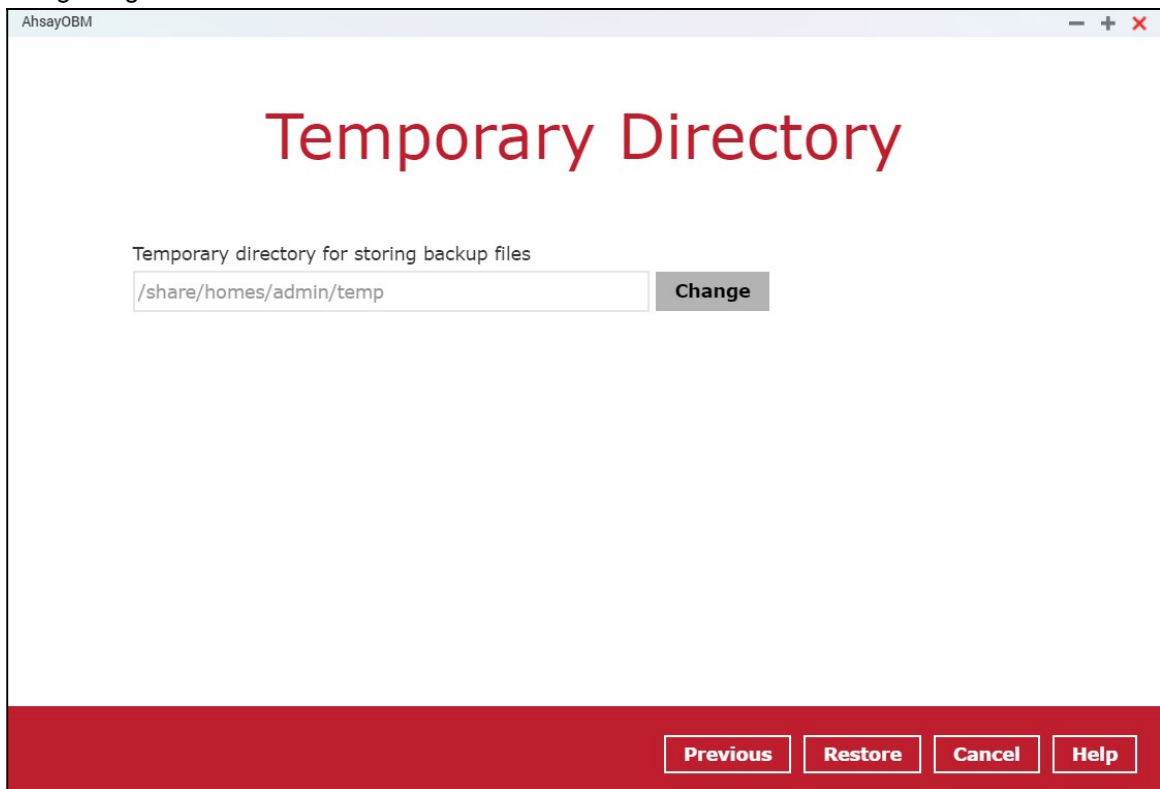 AhsayOBM
Temporary Directory
Temporary directory for storing backup files
/share/homes/admin/temp Change
Previous Restore Cancel Help